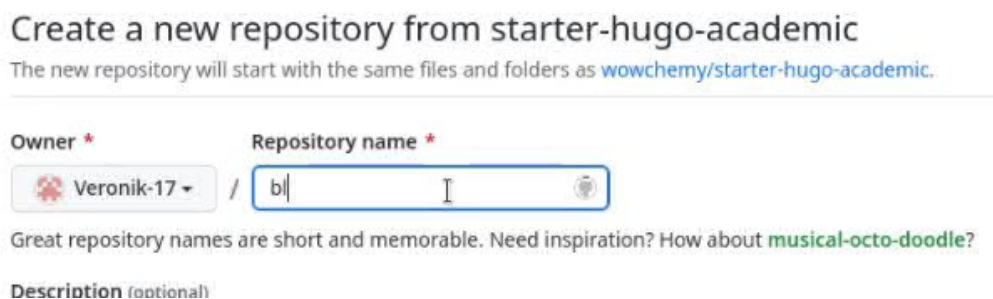 Create a new repository from starter-hugo-academic
The new repository will start with the same files and folders as wowchemy/starter-hugo-academic.
Owner * Repository name *
Veronik-17 / bl
Great repository names are short and memorable. Need inspiration? How about musical-octo-doodle?
Description (optional)